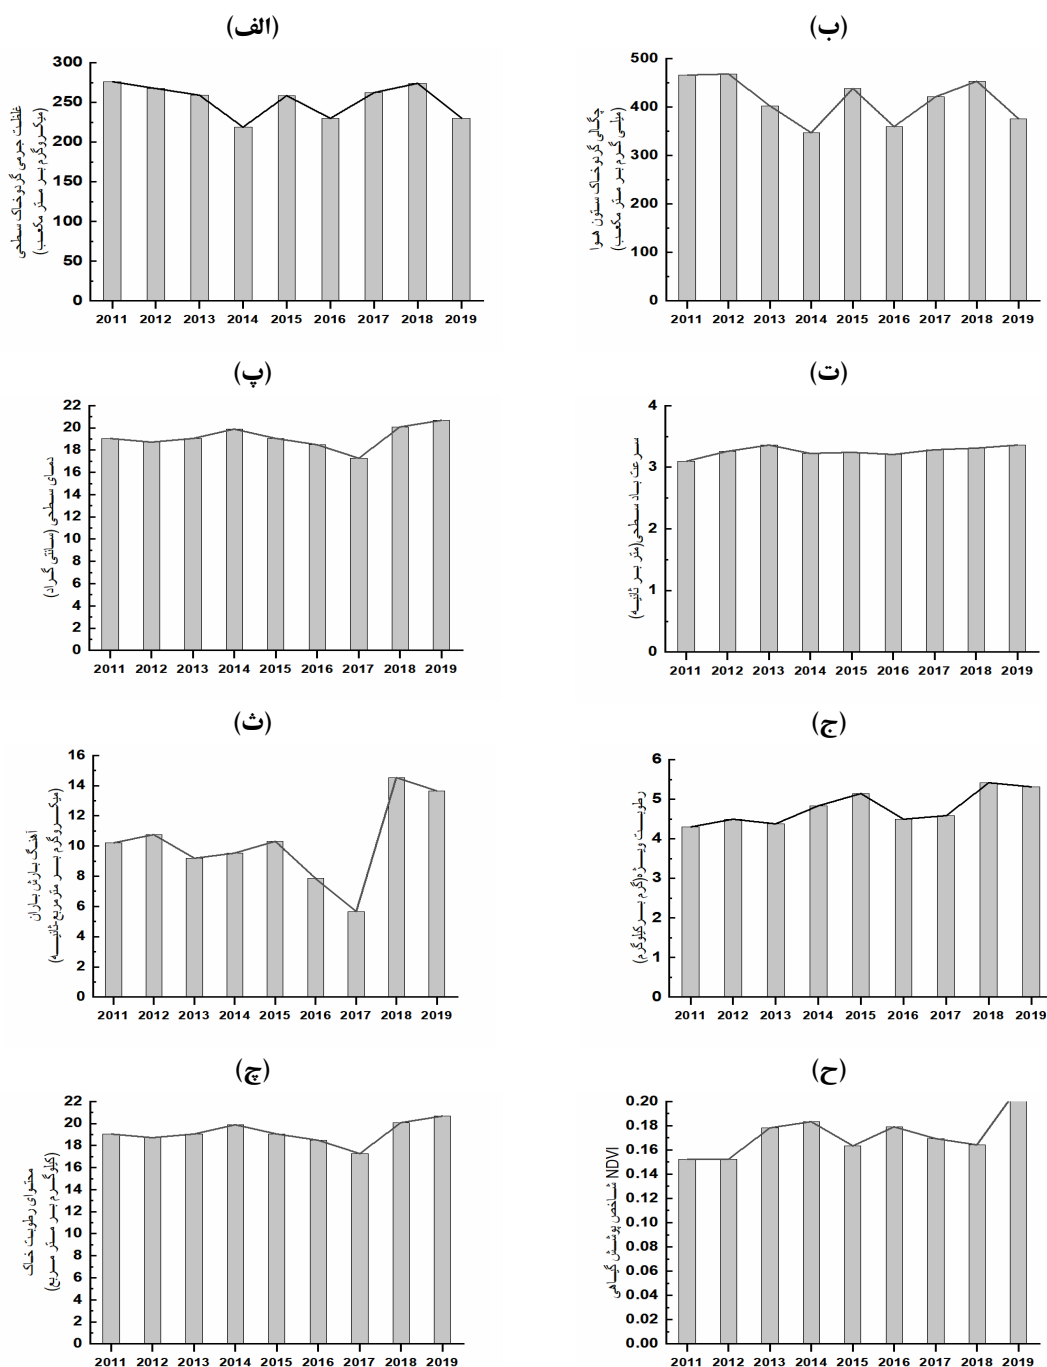 (الف)
300
250
200
150
100
50
0
غلظت جرمی گردوخاک سطحی
(میکروگرم بر متر مکعب)
2011 2012 2013 2014 2015 2016 2017 2018 2019
(ب)
500
400
300
200
100
0
چگالی گردوخاک ستون هوا
(میلی گرم بر متر مکعب)
2011 2012 2013 2014 2015 2016 2017 2018 2019
(پ)
22
20
18
16
14
12
10
8
6
4
2
0
دمای سطحی (سانتی گراد)
2011 2012 2013 2014 2015 2016 2017 2018 2019
(ت)
4
3
2
1
0
سرعت باد سطحی(متر بر ثانیه)
2011 2012 2013 2014 2015 2016 2017 2018 2019
(ث)
16
14
12
10
8
6
4
2
0
آهنگ بارش باران
(میکروگرم بر مترمربع-ثانیه)
2011 2012 2013 2014 2015 2016 2017 2018 2019
(ج)
6
5
4
3
2
1
0
رطوبت ویژه(گرم بر کیلوگرم)
2011 2012 2013 2014 2015 2016 2017 2018 2019
(چ)
22
20
18
16
14
12
10
8
6
4
2
0
محتوای رطوبت خاک
(کیلوگرم بر متر مربع)
2011 2012 2013 2014 2015 2016 2017 2018 2019
(ح)
0.20
0.18
0.16
0.14
0.12
0.10
0.08
0.06
0.04
0.02
0.00
شاخص پوشش گیاهی NDVI
2011 2012 2013 2014 2015 2016 2017 2018 2019